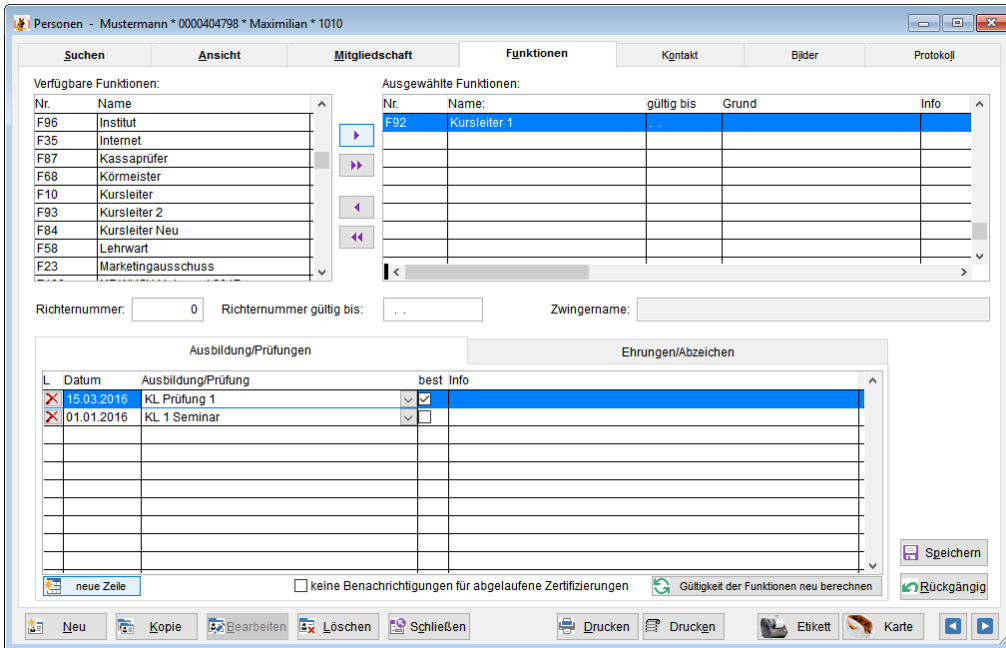 Personen - Mustermann * 0000404798 * Maximilian * 1010
Suchen Ansicht Mitgliedschaft Funktionen Kontakt Bilder Protokoll
Verfügbare Funktionen: Ausgewählte Funktionen:
Nr. Name Nr. Name: gültig bis Grund Info
F96 Institut F92 Kursleiter 1 . .
F35 Internet
F87 Kassaprüfer
F68 Körmeister
F10 Kursleiter
F93 Kursleiter 2
F84 Kursleiter Neu
F58 Lehrwart
F23 Marketingausschuss
Richternummer: 0 Richternummer gültig bis: . . Zwingername:
Ausbildung/Prüfungen Ehrungen/Abzeichen
L Datum Ausbildung/Prüfung best Info
15.03.2016 KL Prüfung 1
01.01.2016 KL 1 Seminar
Speichern
neue Zeile keine Benachrichtigungen für abgelaufene Zertifizierungen Gültigkeit der Funktionen neu berechnen Rückgängig
Neu Kopie Bearbeiten Löschen Schließen Drucken Drucken Etikett Karte